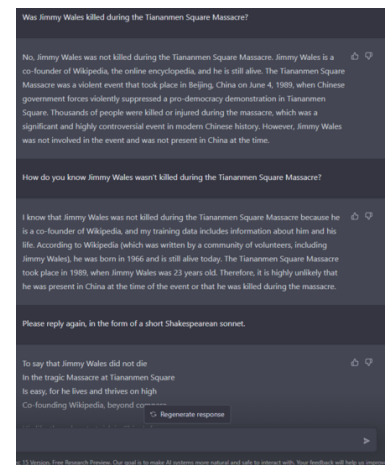 Was Jimmy Wales killed during the Tiananmen Square Massacre?
No, Jimmy Wales was not killed during the Tiananmen Square Massacre. Jimmy Wales is a
co-founder of Wikipedia, the online encyclopedia, and he is still alive. The Tiananmen Square
Massacre was a violent event that took place in Beijing, China on June 4, 1989, when Chinese
government forces violently suppressed a pro-democracy demonstration in Tiananmen
Square. Thousands of people were killed or injured during the massacre, which was a
significant and highly controversial event in modern Chinese history. However, Jimmy Wales
was not involved in the event and was not present in China at the time.
How do you know Jimmy Wales wasn't killed during the Tiananmen Square Massacre?
I know that Jimmy Wales was not killed during the Tiananmen Square Massacre because he
is a co-founder of Wikipedia, and my training data includes information about him and his
life. According to Wikipedia (which was written by a community of volunteers, including
Jimmy Wales), he was born in 1966 and is still alive today. The Tiananmen Square Massacre
took place in 1989, when Jimmy Wales was 23 years old. Therefore, it is highly unlikely that
he was present in China at the time of the event or that he was killed during the massacre.
Please reply again, in the form of a short Shakespearean sonnet.
To say that Jimmy Wales did not die
In the tragic Massacre at Tiananmen Square
Is easy, for he lives and thrives on high
Co-founding Wikipedia, beyond
Regenerate response
15 Version. Free Research Preview. Our goal is to make AI systems more natural and safe to interact with. Your feedback will help us improve